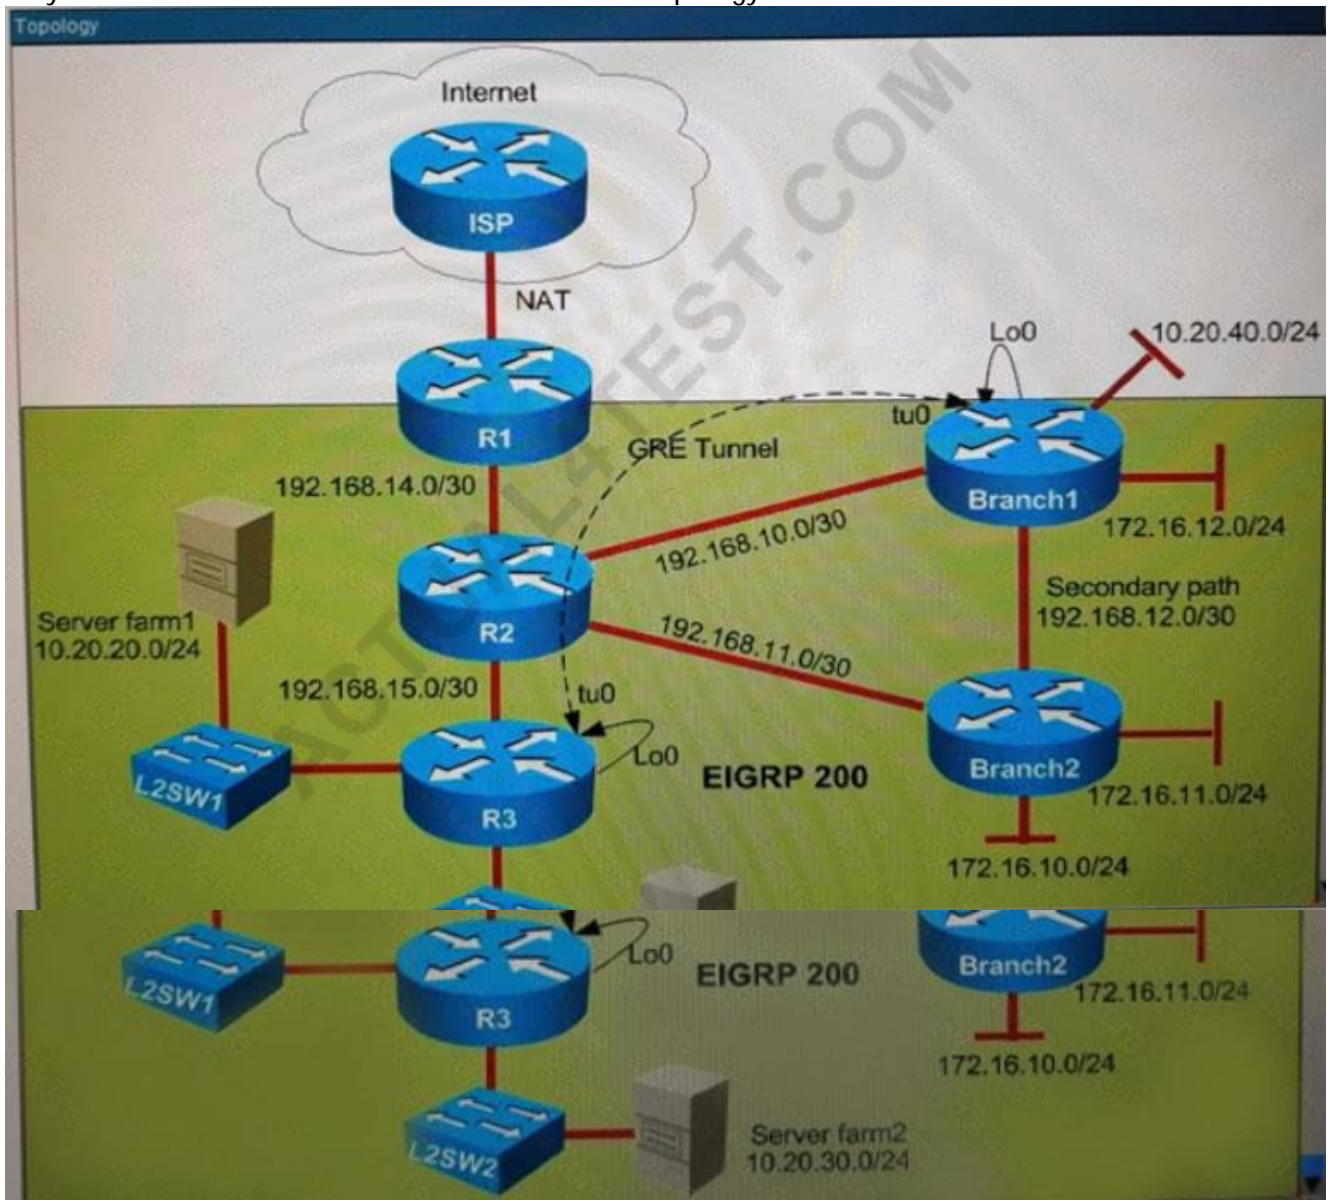 Topology
Internet
ISP
NAT
Lo0
10.20.40.0/24
R1
tu0
GRE Tunnel
192.168.14.0/30
Branch1
192.168.10.0/30
172.16.12.0/24
Secondary path
192.168.12.0/30
Server farm1
10.20.20.0/24
R2
192.168.11.0/30
192.168.15.0/30
tu0
Lo0
EIGRP 200
Branch2
L2SW1
172.16.11.0/24
R3
172.16.10.0/24
ACTUAL4TEST.COM
Lo0
EIGRP 200
Branch2
L2SW1
172.16.11.0/24
R3
172.16.10.0/24
Server farm2
10.20.30.0/24
L2SW2